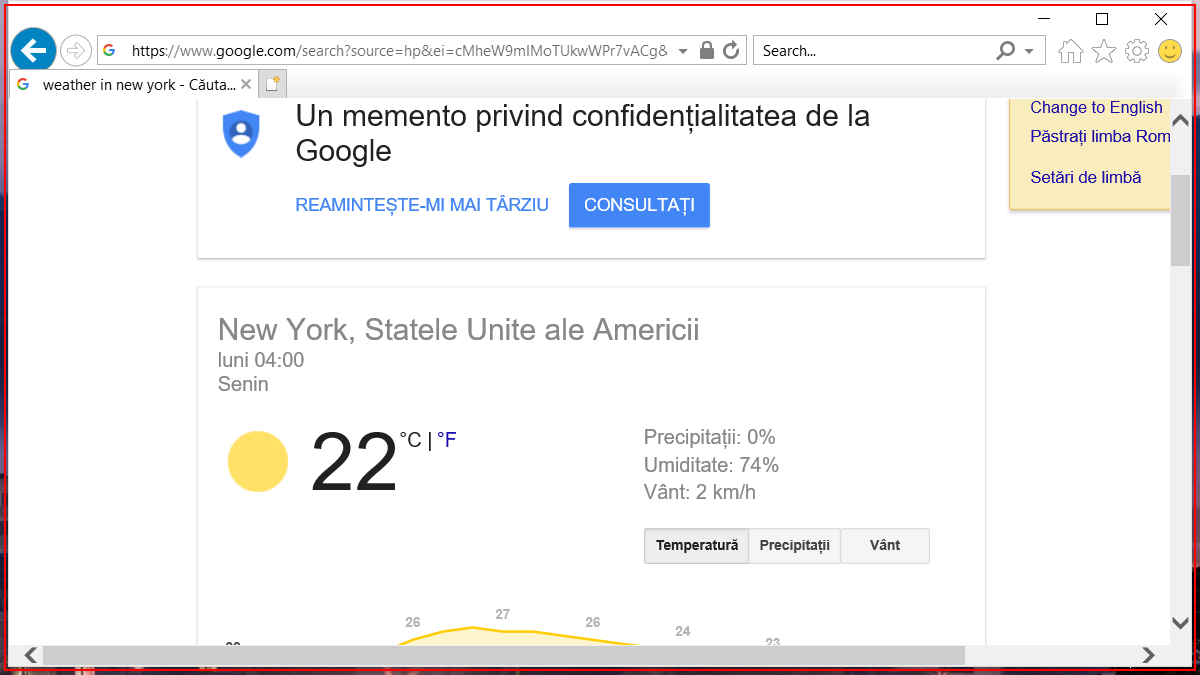 https://www.google.com/search?source=hp&ei=cMheW9mIMoTUkwWPr7vACg&
Search...
weather in new york - Căuta...
Un memento privind confidențialitatea de la
Google
REAMINTEȘTE-MI MAI TÂRZIU
CONSULTAȚI
Change to English
Păstrați limba Rom
Setări de limbă
New York, Statele Unite ale Americii
luni 04:00
Senin
22 °C | °F
Precipitații: 0%
Umiditate: 74%
Vânt: 2 km/h
Temperatură Precipitații Vânt
26 27 26 24 23